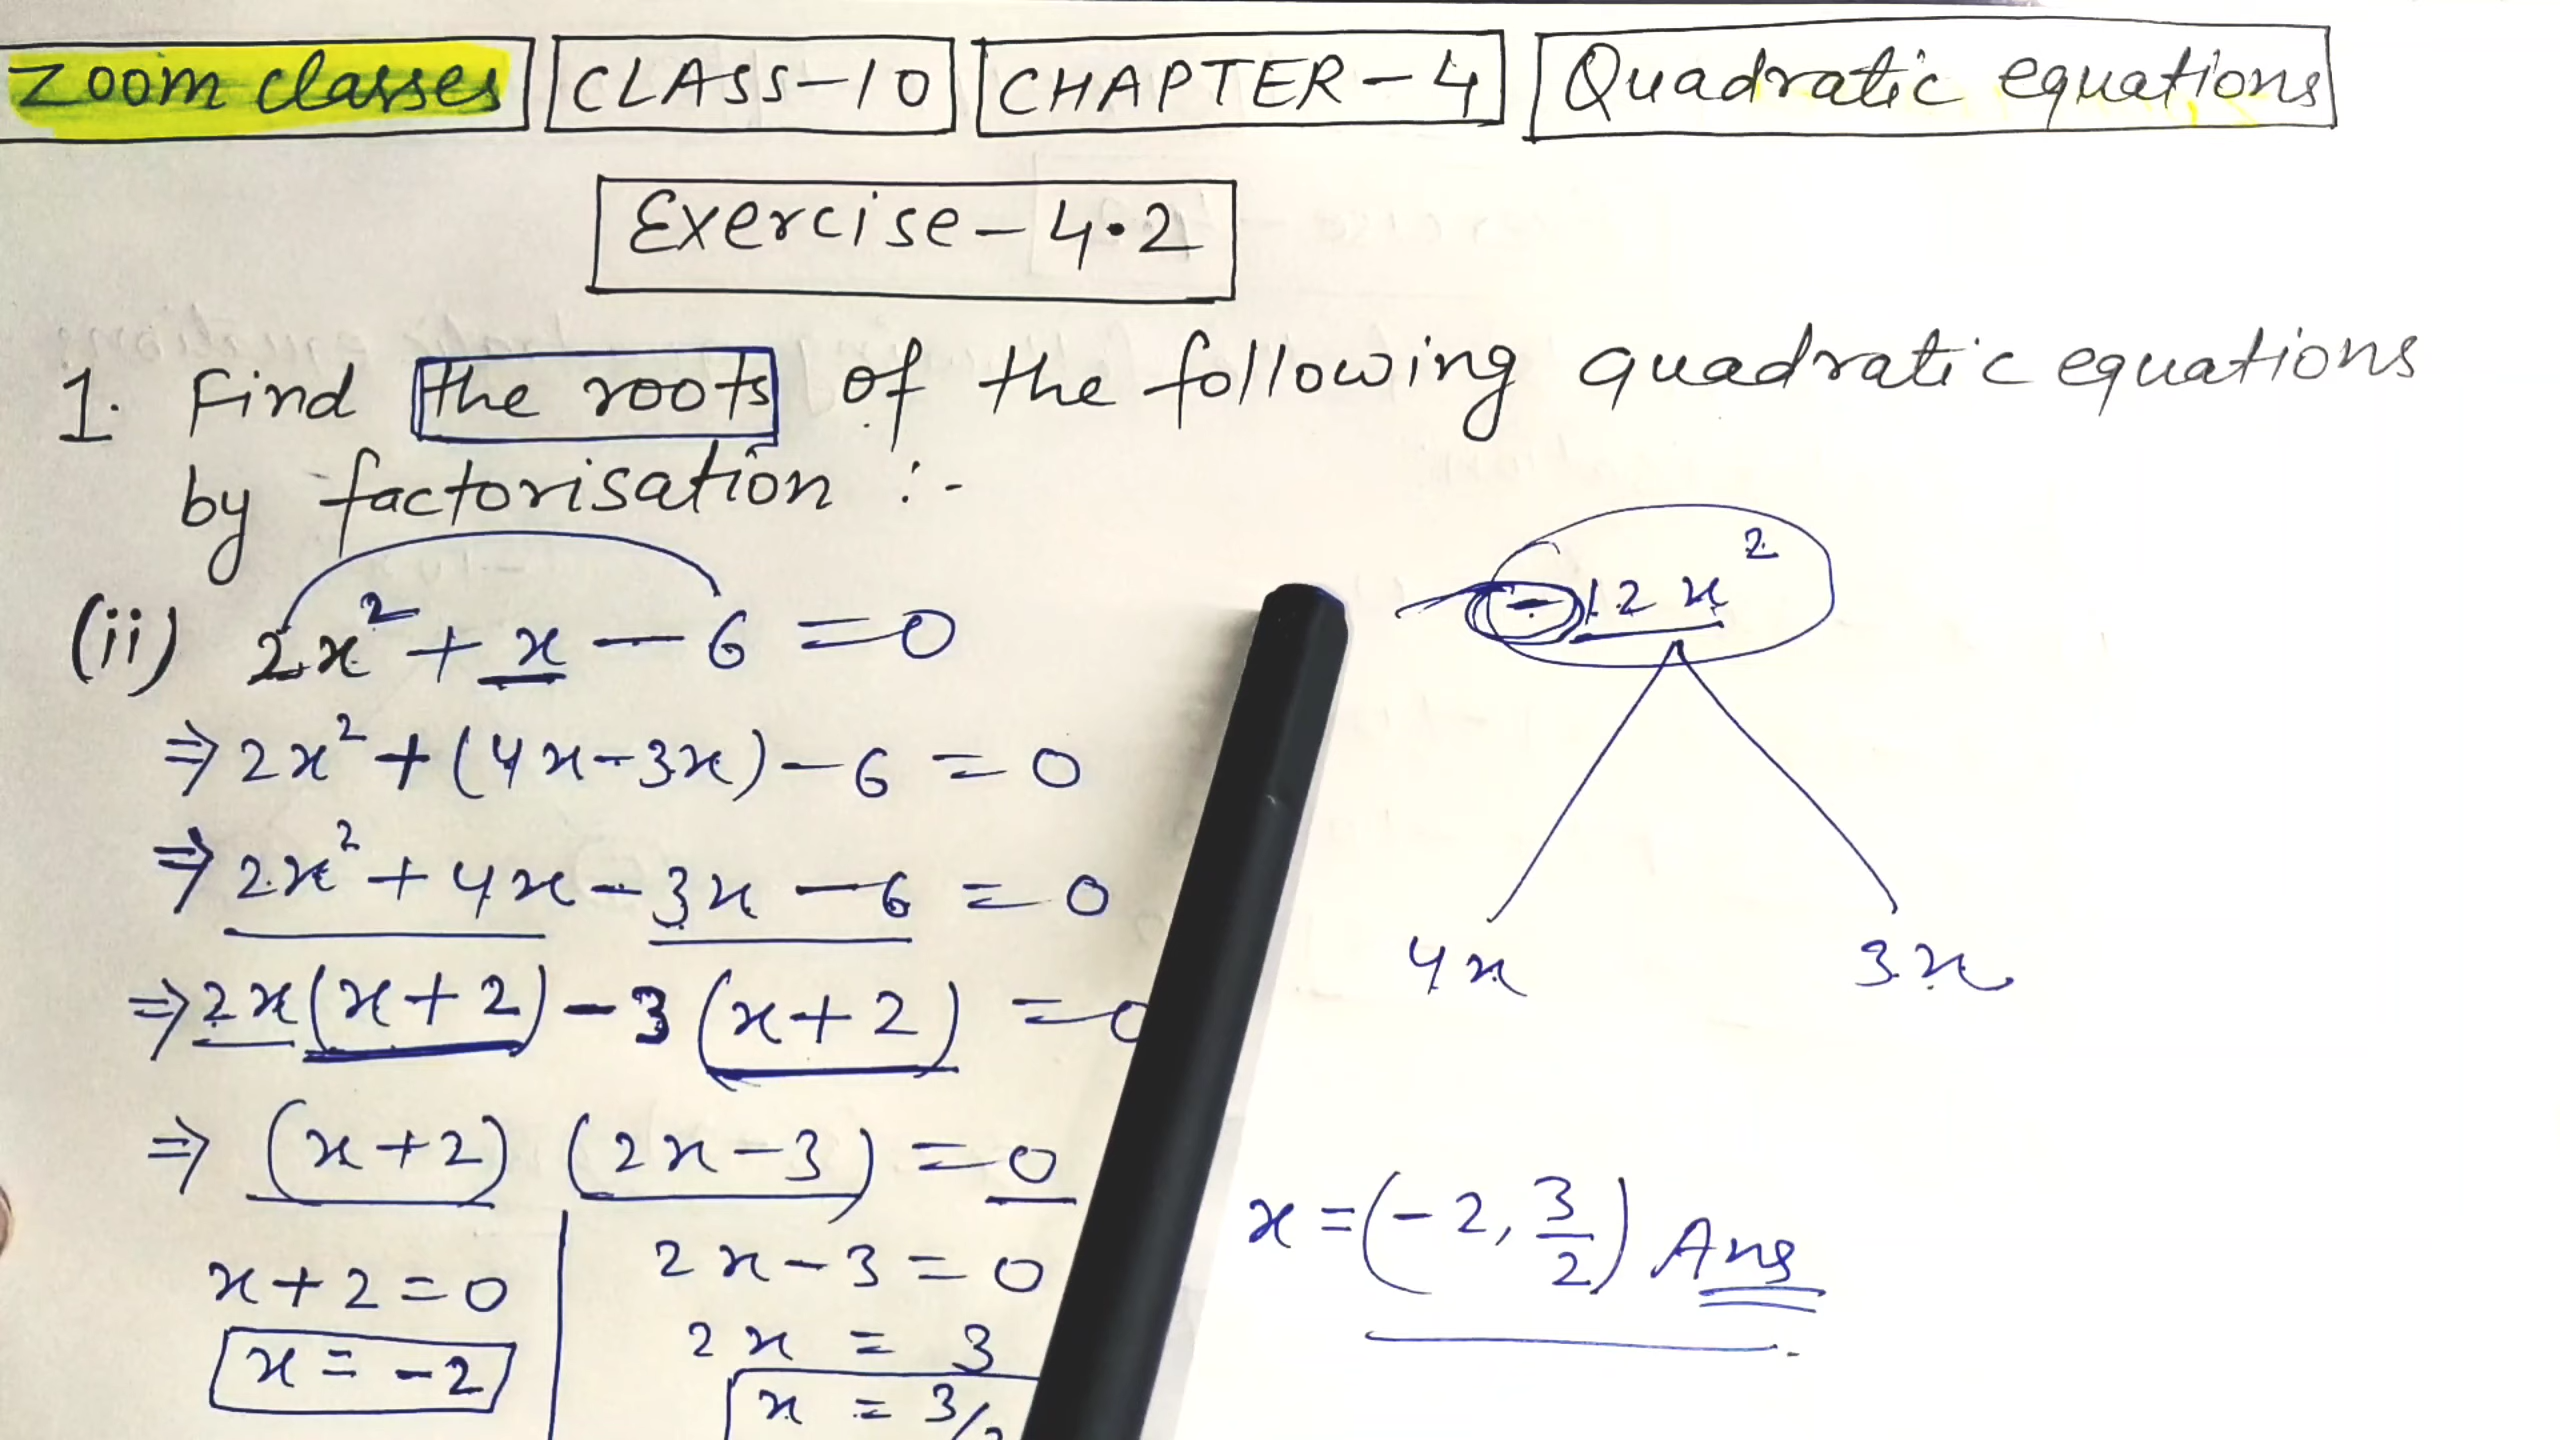 Zoom classes CLASS-10 CHAPTER-4 Quadratic equations
Exercise-4.2
1. Find the roots of the following quadratic equations
by factorisation :-
(ii) 2x² + x - 6 = 0
⇒ 2x² + (4x - 3x) - 6 = 0
⇒ 2x² + 4x - 3x - 6 = 0
⇒ 2x(x+2) - 3(x+2) = 0
⇒ (x+2) (2x-3) = 0
x+2 = 0
x = -2
2x - 3 = 0
2x = 3
x = 3/
-12x²
4x 3x
x = (-2, 3/2) Ans